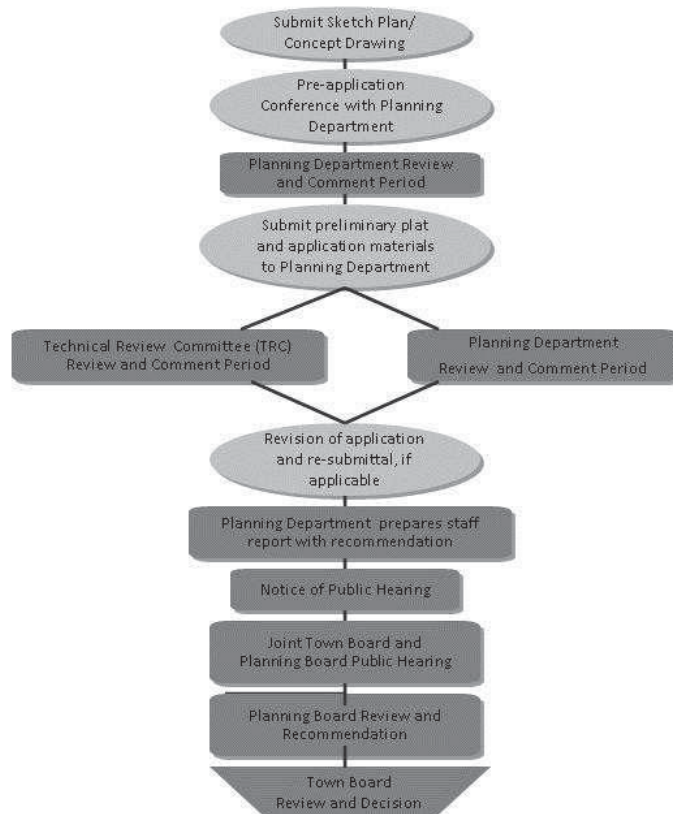 Submit Sketch Plan/
Concept Drawing
Pre-application
Conference with Planning
Department
Planning Department Review
and Comment Period
Submit preliminary plat
and application materials
to Planning Department
Technical Review Committee (TRC)
Review and Comment Period
Planning Department
Review and Comment Period
Revision of application
and re-submittal, if
applicable
Planning Department prepares staff
report with recommendation
Notice of Public Hearing
Joint Town Board and
Planning Board Public Hearing
Planning Board Review and
Recommendation
Town Board
Review and Decision